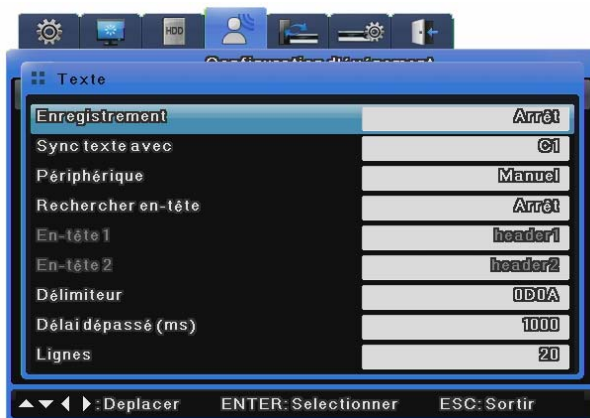 HDD
Texte
Enregistrement Arrêt
Sync texte avec C1
Périphérique Manuel
Rechercher en-tête Arrêt
En-tête 1 header1
En-tête 2 header2
Délimiteur 0D0A
Délai dépassé (ms) 1000
Lignes 20
:Deplacer ENTER:Selectionner ESC:Sortir